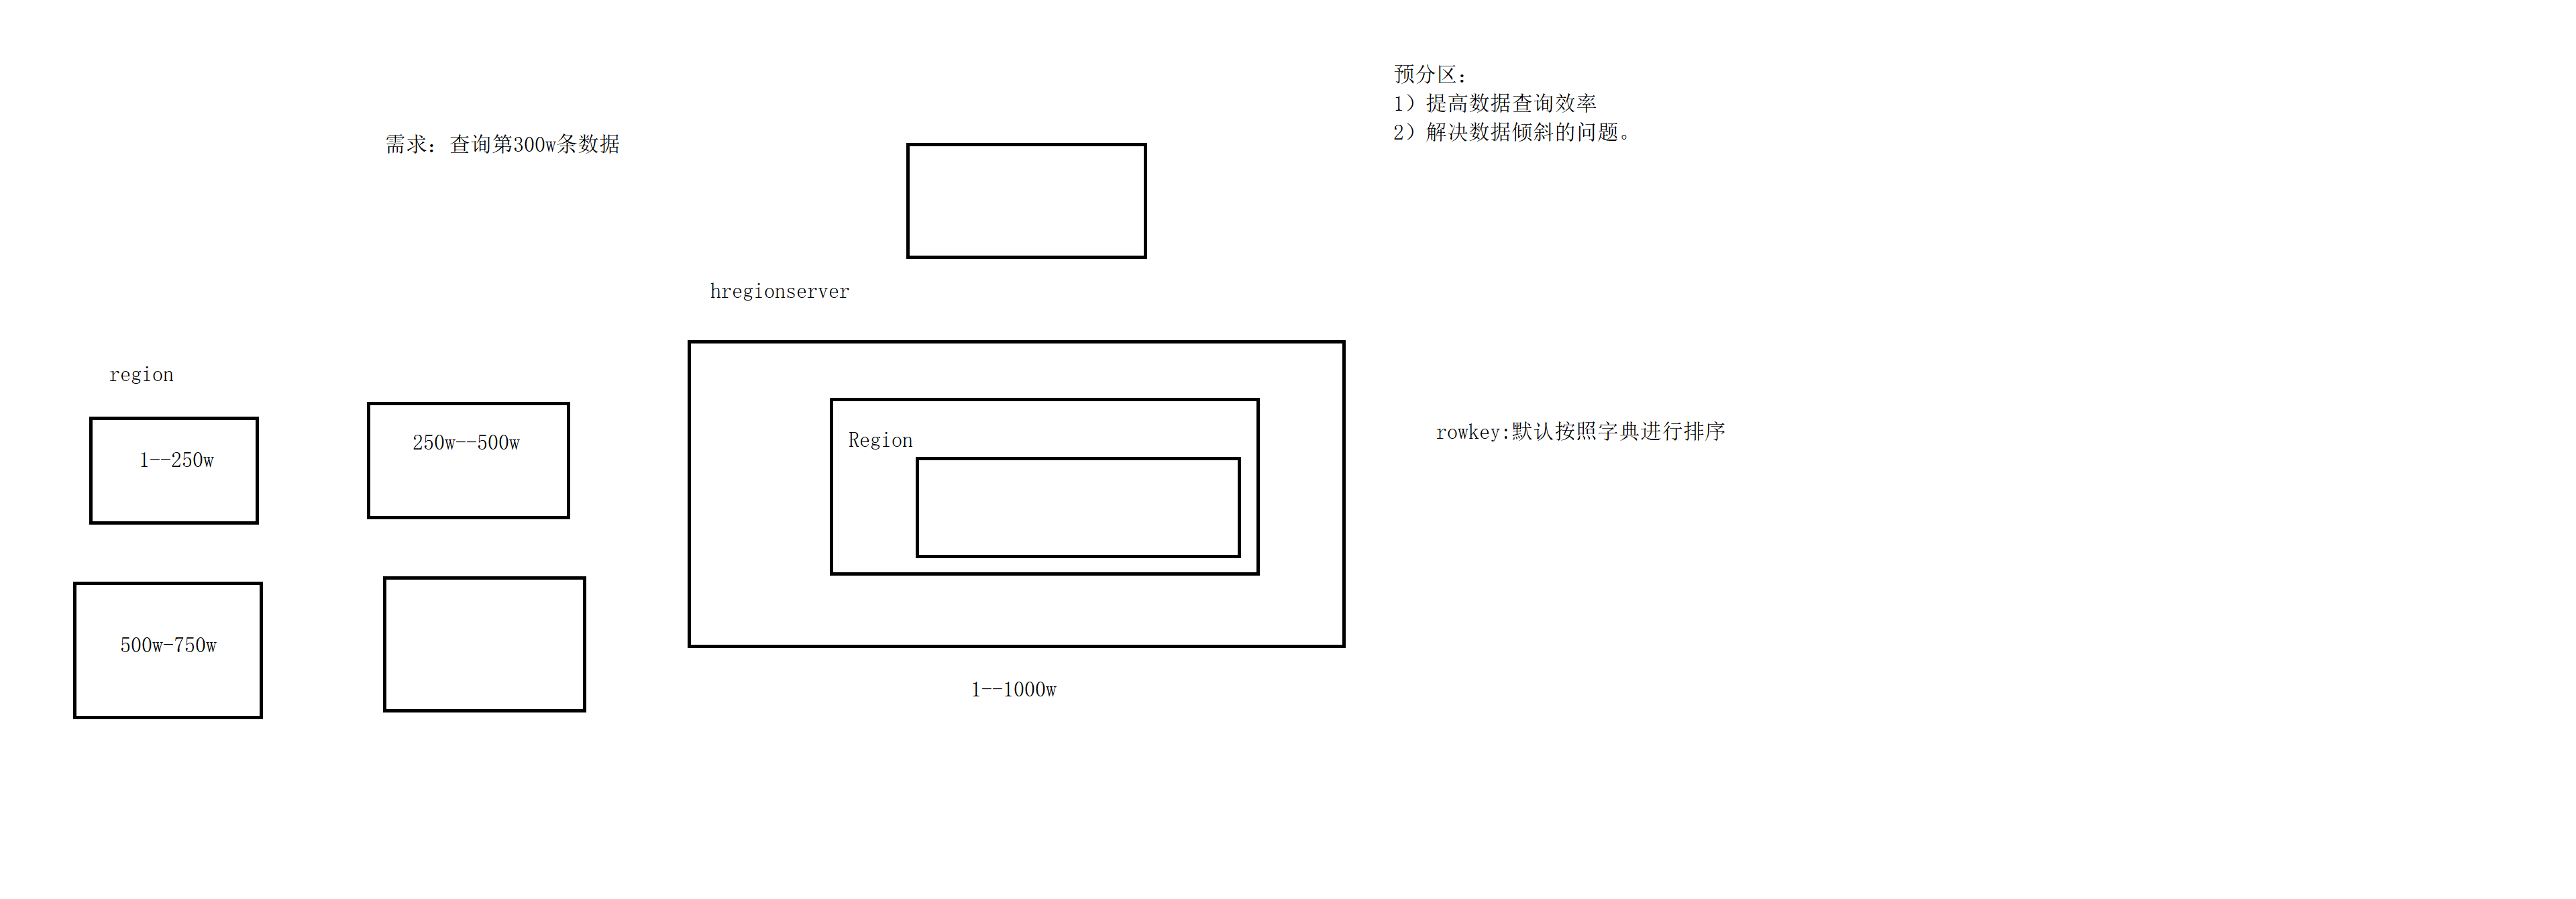 预分区：
1）提高数据查询效率
2）解决数据倾斜的问题。
需求：查询第300w条数据
hregionserver
region
1--250w
250w--500w
Region
rowkey:默认按照字典进行排序
500w-750w
1--1000w